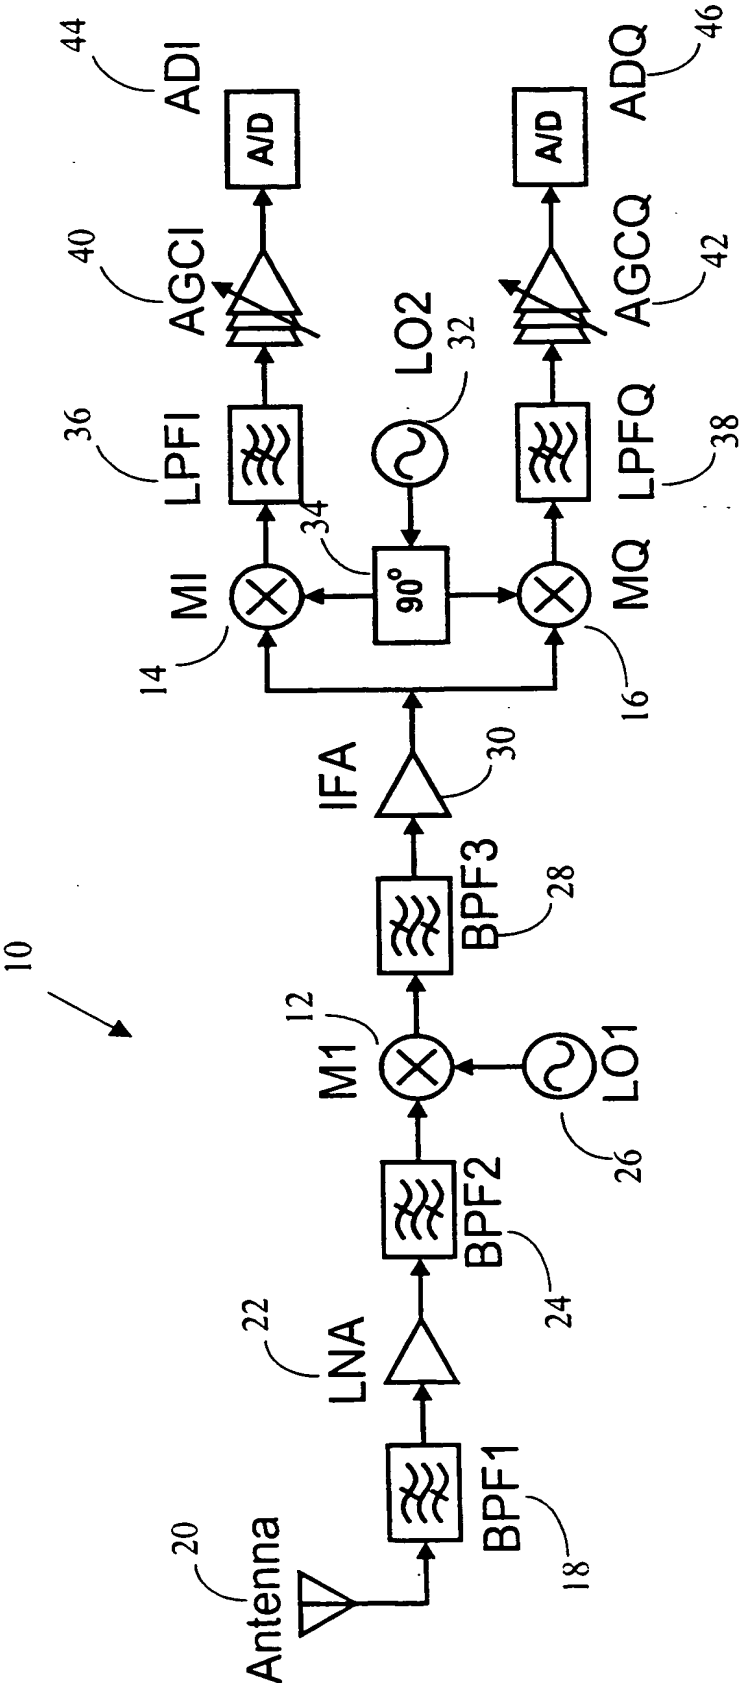 10
20
Antenna
BPF1
18
22
LNA
BPF2
24
12
M1
LO1
26
BPF3
28
IFA
30
14
MI
34
90°
LO2
32
MQ
16
36
LPFI
LPFQ
38
40
AGCI
AGCQ
42
44
ADI
A/D
A/D
ADQ
46